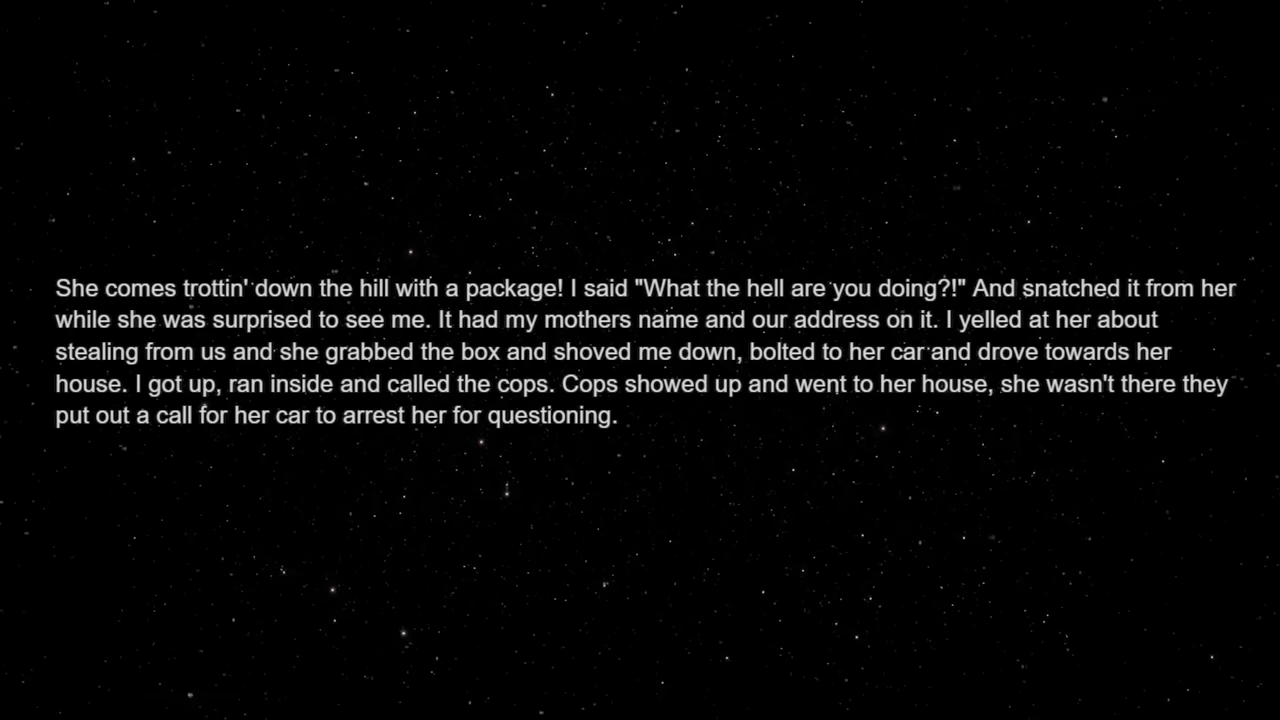 She comes trottin' down the hill with a package! I said "What the hell are you doing?!" And snatched it from her
while she was surprised to see me. It had my mothers name and our address on it. I yelled at her about
stealing from us and she grabbed the box and shoved me down, bolted to her car and drove towards her
house. I got up, ran inside and called the cops. Cops showed up and went to her house, she wasn't there they
put out a call for her car to arrest her for questioning.